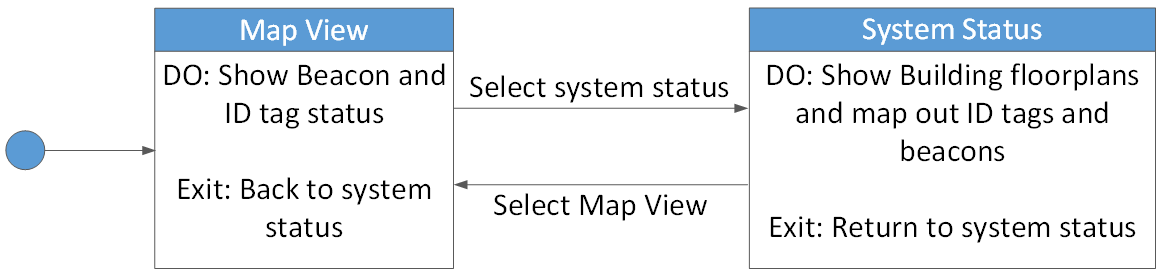 Map View
DO: Show Beacon and
ID tag status
Exit: Back to system
status
Select system status
Select Map View
System Status
DO: Show Building floorplans
and map out ID tags and
beacons
Exit: Return to system status